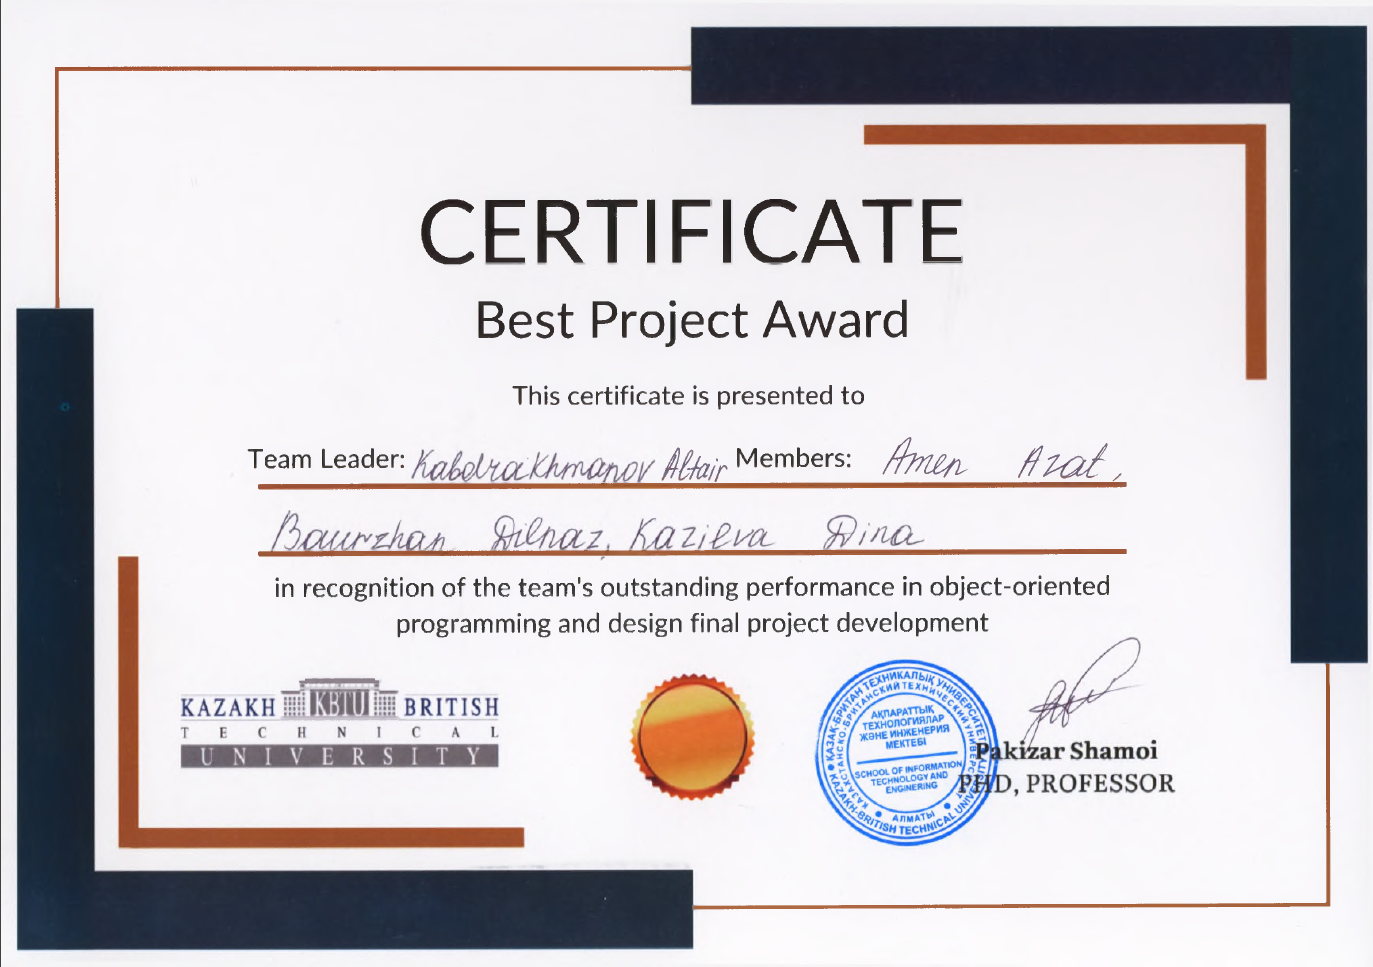 CERTIFICATE
Best Project Award
This certificate is presented to
Team Leader: Kabdrakhmanov Altair Members: Amen Azat,
Baurzhan Dilnaz, Kazieva Dina
in recognition of the team's outstanding performance in object-oriented
programming and design final project development
KAZAKH KBTU BRITISH
TECHNICAL
UNIVERSITY
ҚАЗАҚ-БРИТАН ТЕХНИКАЛЫҚ УНИВЕРСИТЕТІ
КАЗАХСТАНСКО-БРИТАНСКИЙ ТЕХНИЧЕСКИЙ УНИВЕРСИТЕТ
KAZAKH-BRITISH TECHNICAL UNIVERSITY
АҚПАРАТТЫҚ
ТЕХНОЛОГИЯЛАР
ЖӘНЕ ИНЖЕНЕРИЯ
МЕКТЕБІ
SCHOOL OF INFORMATION
TECHNOLOGY AND
ENGINERING
АЛМАТЫ
Pakizar Shamoi
PHD, PROFESSOR